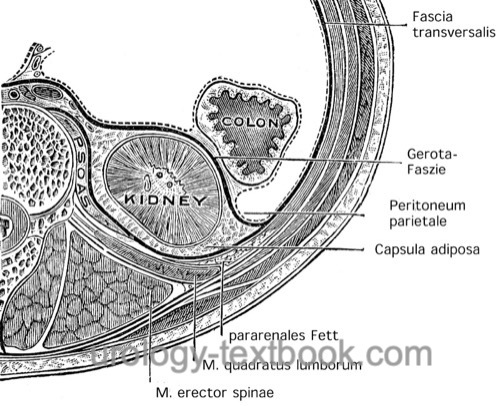 Fascia
transversalis
COLON
Gerota-
Faszie
PSOAS
KIDNEY
Peritoneum
parietale
Capsula adiposa
pararenales Fett
urology-textbook.com
M. quadratus lumborum
M. erector spinae